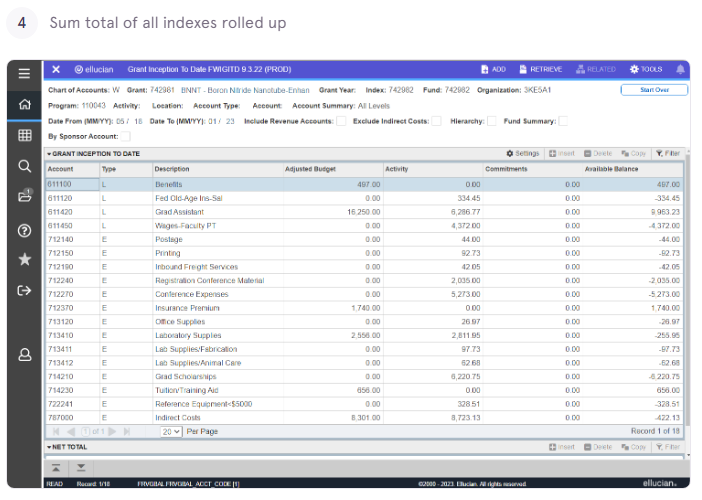 4 Sum total of all indexes rolled up
ellucian Grant Inception To Date FWIGITD 9.3.22 (PROD) ADD RETRIEVE RELATED TOOLS
Chart of Accounts: W Grant: 742981 BNNT - Boron Nitride Nanotube-Enhan Grant Year: Index: 742982 Fund: 742982 Organization: 3KE5A1 Start Over
Program: 110043 Activity: Location: Account Type: Account: Account Summary: All Levels
Date From (MM/YY): 05 / 18 Date To (MM/YY): 01 / 23 Include Revenue Accounts: Exclude Indirect Costs: Hierarchy: Fund Summary:
By Sponsor Account:
GRANT INCEPTION TO DATE Settings Insert Delete Copy Filter
Account Type Description Adjusted Budget Activity Commitments Available Balance
611100 L Benefits 497.00 0.00 0.00 497.00
611120 L Fed Old-Age Ins-Sal 0.00 334.45 0.00 -334.45
611420 L Grad Assistant 16,250.00 6,286.77 0.00 9,963.23
611450 L Wages-Faculty PT 0.00 4,372.00 0.00 -4,372.00
712140 E Postage 0.00 44.00 0.00 -44.00
712150 E Printing 0.00 92.73 0.00 -92.73
712190 E Inbound Freight Services 0.00 42.05 0.00 -42.05
712240 E Registration Conference Material 0.00 2,035.00 0.00 -2,035.00
712270 E Conference Expenses 0.00 5,273.00 0.00 -5,273.00
712370 E Insurance Premium 1,740.00 0.00 0.00 1,740.00
713120 E Office Supplies 0.00 26.97 0.00 -26.97
713410 E Laboratory Supplies 2,556.00 2,811.95 0.00 -255.95
713411 E Lab Supplies/Fabrication 0.00 97.73 0.00 -97.73
713412 E Lab Supplies/Animal Care 0.00 62.68 0.00 -62.68
714210 E Grad Scholarships 0.00 6,220.75 0.00 -6,220.75
714230 E Tuition/Training Aid 656.00 0.00 0.00 656.00
722241 E Reference Equipment<$5000 0.00 328.51 0.00 -328.51
787000 E Indirect Costs 8,301.00 8,723.13 0.00 -422.13
1 of 1 20 Per Page Record 1 of 18
NET TOTAL Insert Delete Copy Filter
READ Record: 1/18 FRVGBAL.FRVGBAL_ACCT_CODE [1] ©2000 - 2023. Ellucian. All rights reserved. ellucian.